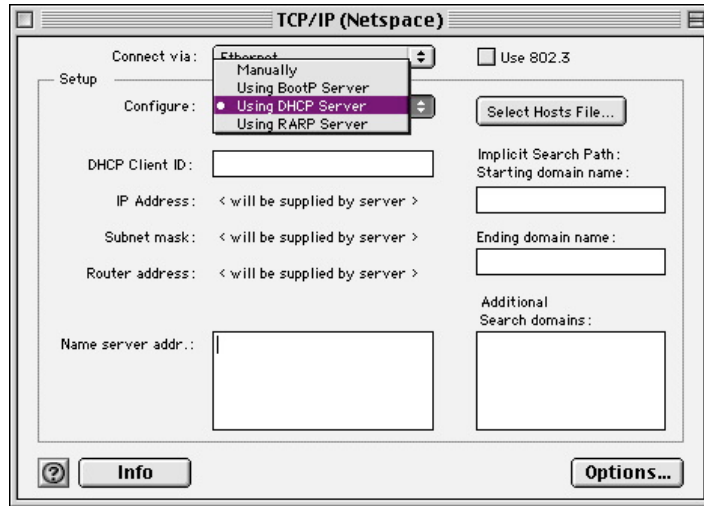 TCP/IP (Netspace)
Connect via: Ethernet
Use 802.3
Setup
Configure:
Manually
Using BootP Server
Using DHCP Server
Using RARP Server
Select Hosts File...
DHCP Client ID:
Implicit Search Path:
Starting domain name:
IP Address: < will be supplied by server >
Subnet mask: < will be supplied by server >
Ending domain name:
Router address: < will be supplied by server >
Additional
Search domains:
Name server addr.:
?
Info
Options...